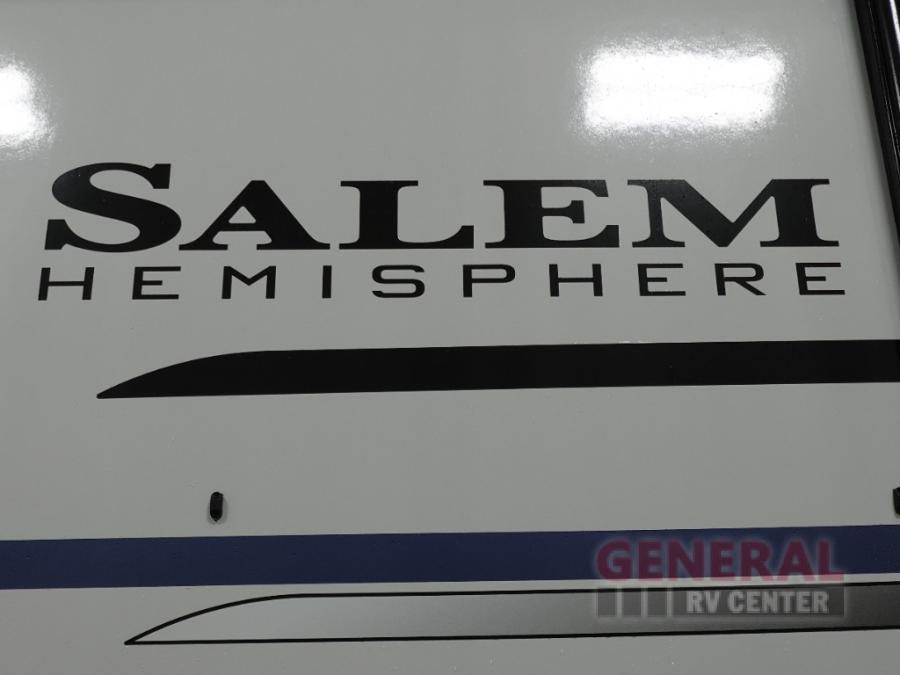 SALEM
HEMISPHERE
GENERAL
RV CENTER